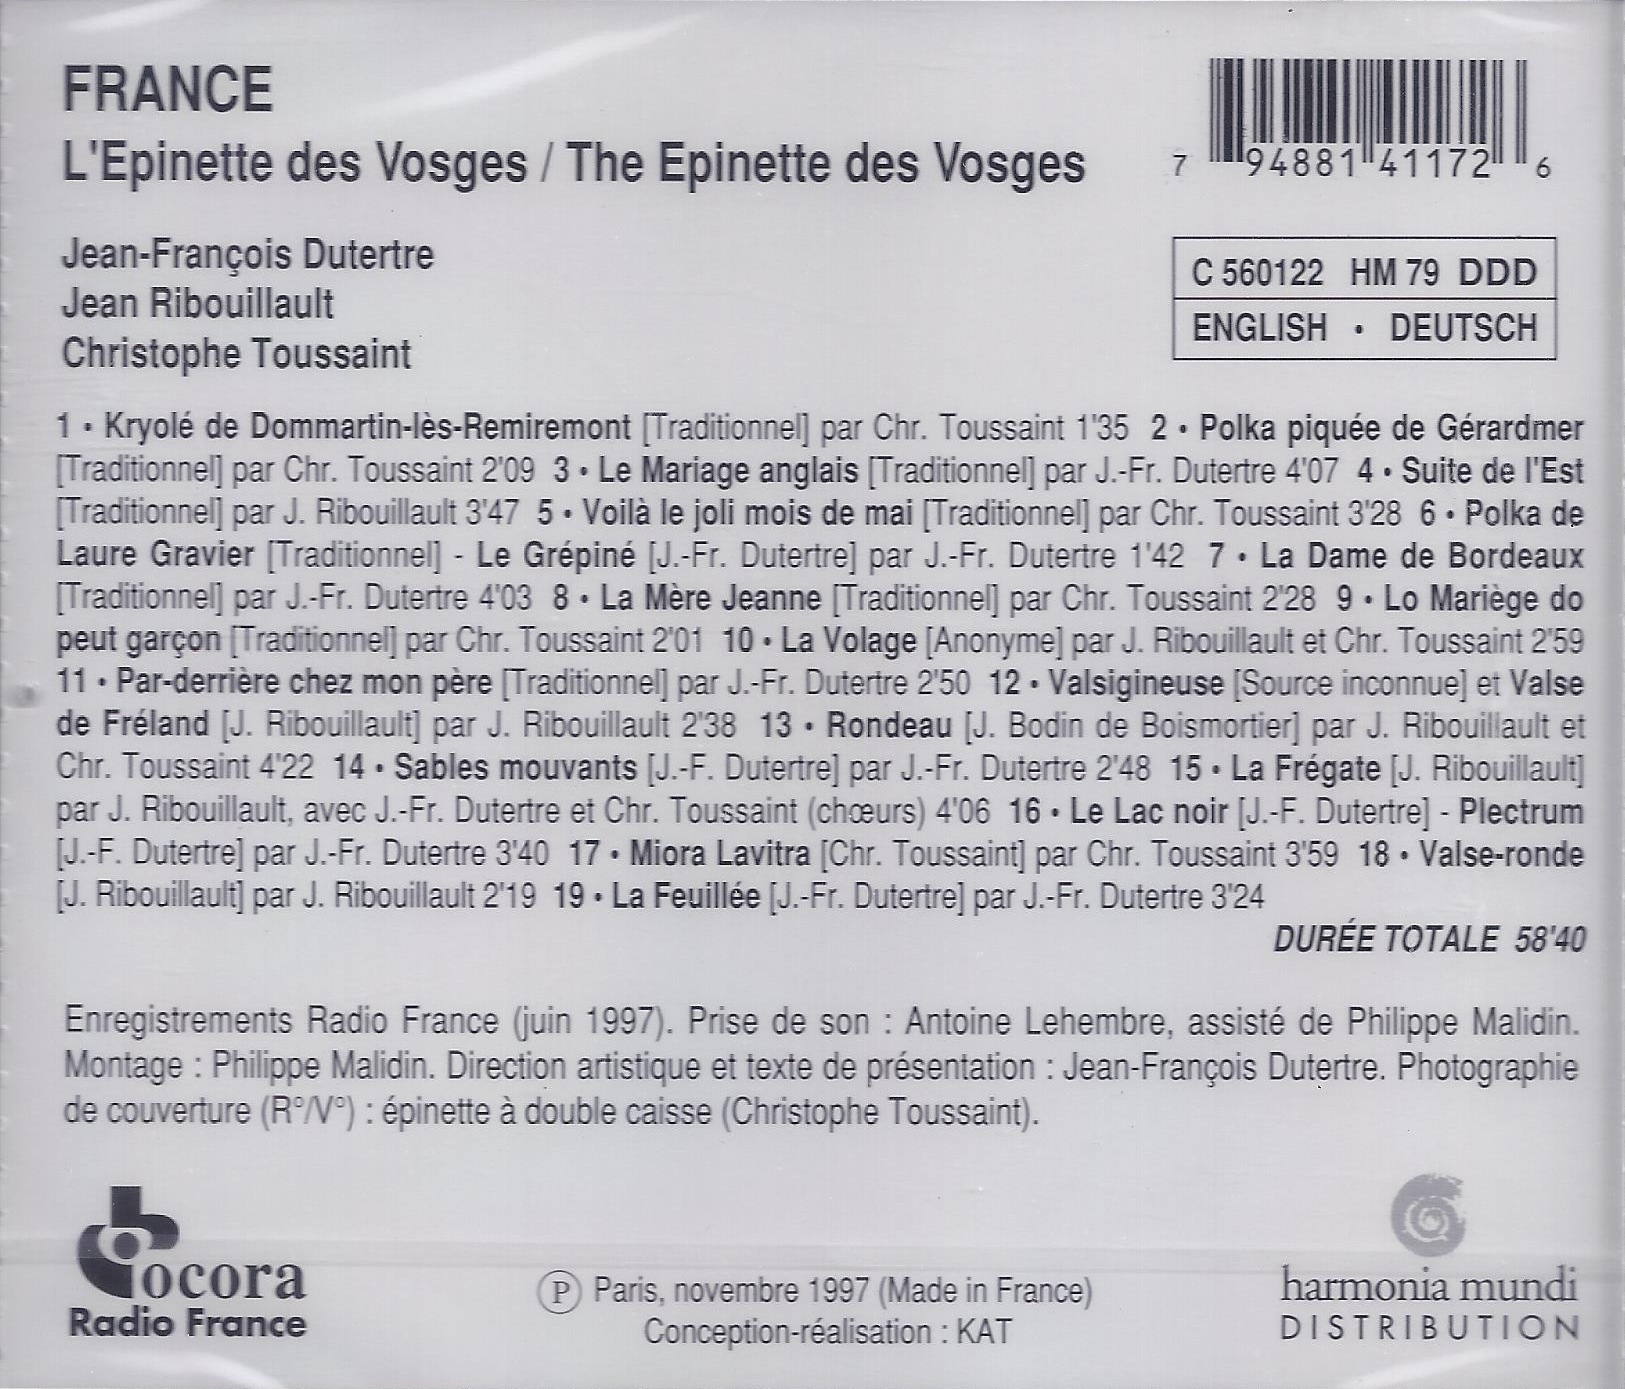 FRANCE
L'Epinette des Vosges / The Epinette des Vosges
7 94881 41172 6
Jean-François Dutertre
Jean Ribouillault
Christophe Toussaint
C 560122 HM 79 DDD
ENGLISH • DEUTSCH
1 • Kryolé de Dommartin-lès-Remiremont [Traditionnel] par Chr. Toussaint 1'35 2 • Polka piquée de Gérardmer
[Traditionnel] par Chr. Toussaint 2'09 3 • Le Mariage anglais [Traditionnel] par J.-Fr. Dutertre 4'07 4 • Suite de l'Est
[Traditionnel] par J. Ribouillault 3'47 5 • Voilà le joli mois de mai [Traditionnel] par Chr. Toussaint 3'28 6 • Polka de
Laure Gravier [Traditionnel] - Le Grépiné [J.-Fr. Dutertre] par J.-Fr. Dutertre 1'42 7 • La Dame de Bordeaux
[Traditionnel] par J.-Fr. Dutertre 4'03 8 • La Mère Jeanne [Traditionnel] par Chr. Toussaint 2'28 9 • Lo Mariège do
peut garçon [Traditionnel] par Chr. Toussaint 2'01 10 • La Volage [Anonyme] par J. Ribouillault et Chr. Toussaint 2'59
11 • Par-derrière chez mon père [Traditionnel] par J.-Fr. Dutertre 2'50 12 • Valsigineuse [Source inconnue] et Valse
de Fréland [J. Ribouillault] par J. Ribouillault 2'38 13 • Rondeau [J. Bodin de Boismortier] par J. Ribouillault et
Chr. Toussaint 4'22 14 • Sables mouvants [J.-F. Dutertre] par J.-Fr. Dutertre 2'48 15 • La Frégate [J. Ribouillault]
par J. Ribouillault, avec J.-Fr. Dutertre et Chr. Toussaint (chœurs) 4'06 16 • Le Lac noir [J.-F. Dutertre] - Plectrum
[J.-F. Dutertre] par J.-Fr. Dutertre 3'40 17 • Miora Lavitra [Chr. Toussaint] par Chr. Toussaint 3'59 18 • Valse-ronde
[J. Ribouillault] par J. Ribouillault 2'19 19 • La Feuillée [J.-Fr. Dutertre] par J.-Fr. Dutertre 3'24
DURÉE TOTALE 58'40
Enregistrements Radio France (juin 1997). Prise de son : Antoine Lehembre, assisté de Philippe Malidin.
Montage : Philippe Malidin. Direction artistique et texte de présentation : Jean-François Dutertre. Photographie
de couverture (R°/V°) : épinette à double caisse (Christophe Toussaint).
ocora
Radio France
Ⓟ Paris, novembre 1997 (Made in France)
Conception-réalisation : KAT
harmonia mundi
DISTRIBUTION